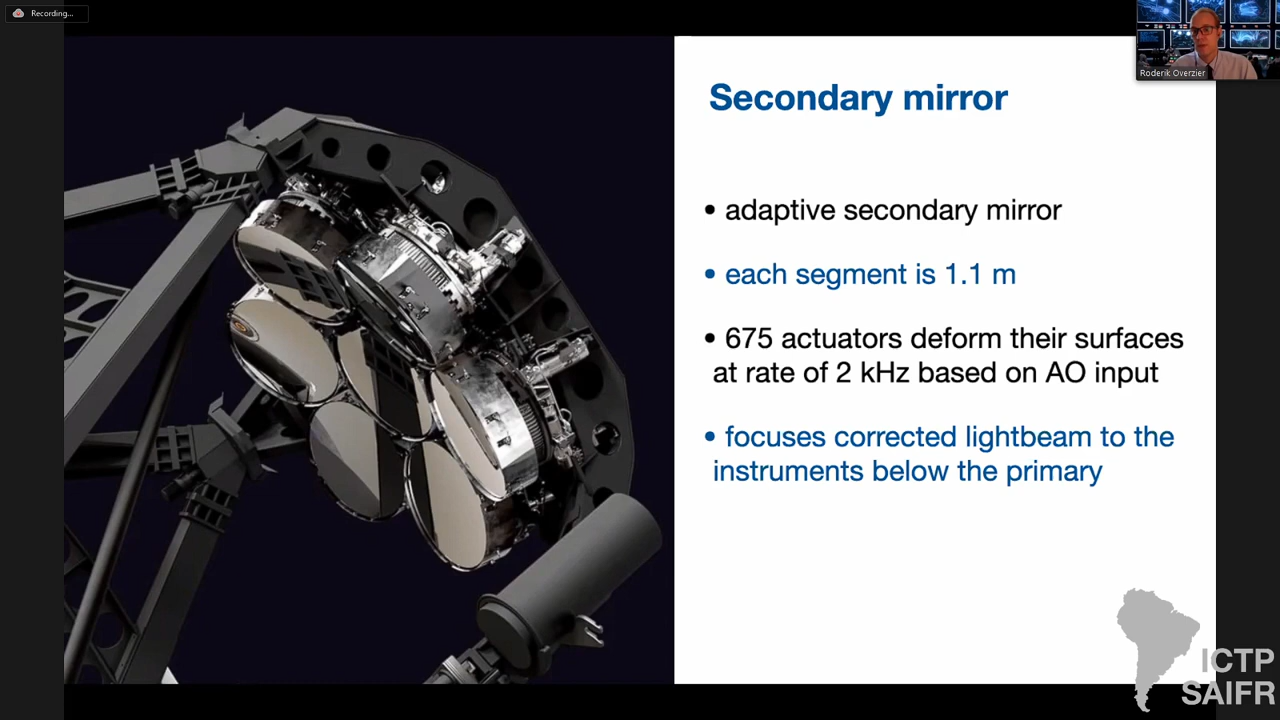 Recording...
Roderik Overzier
Secondary mirror
• adaptive secondary mirror
• each segment is 1.1 m
• 675 actuators deform their surfaces
at rate of 2 kHz based on AO input
• focuses corrected lightbeam to the
instruments below the primary
ICTP
SAIFR